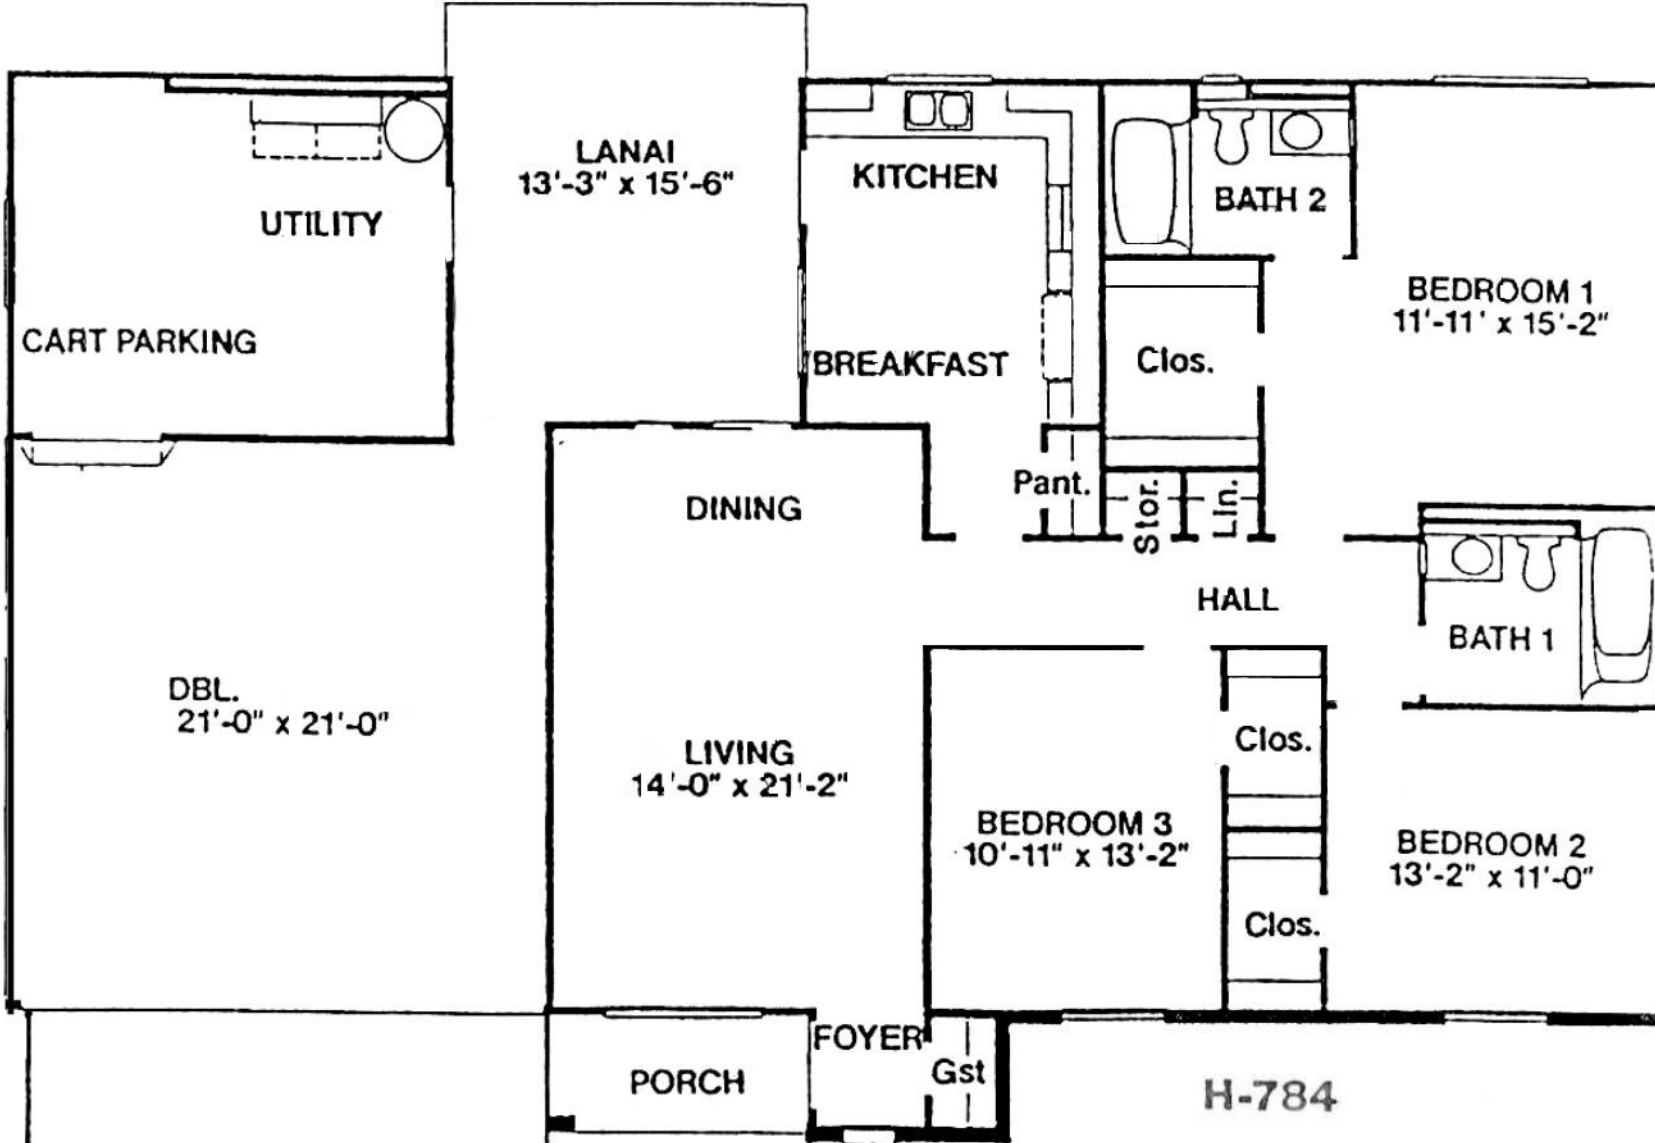 LANAI
13'-3" x 15'-6"
KITCHEN
BATH 2
UTILITY
BEDROOM 1
11'-11' x 15'-2"
CART PARKING
BREAKFAST
Clos.
Pant.
Stor.
Lin.
DINING
HALL
BATH 1
DBL.
21'-0" x 21'-0"
LIVING
14'-0" x 21'-2"
Clos.
BEDROOM 3
10'-11" x 13'-2"
BEDROOM 2
13'-2" x 11'-0"
Clos.
FOYER
Gst
PORCH
H-784